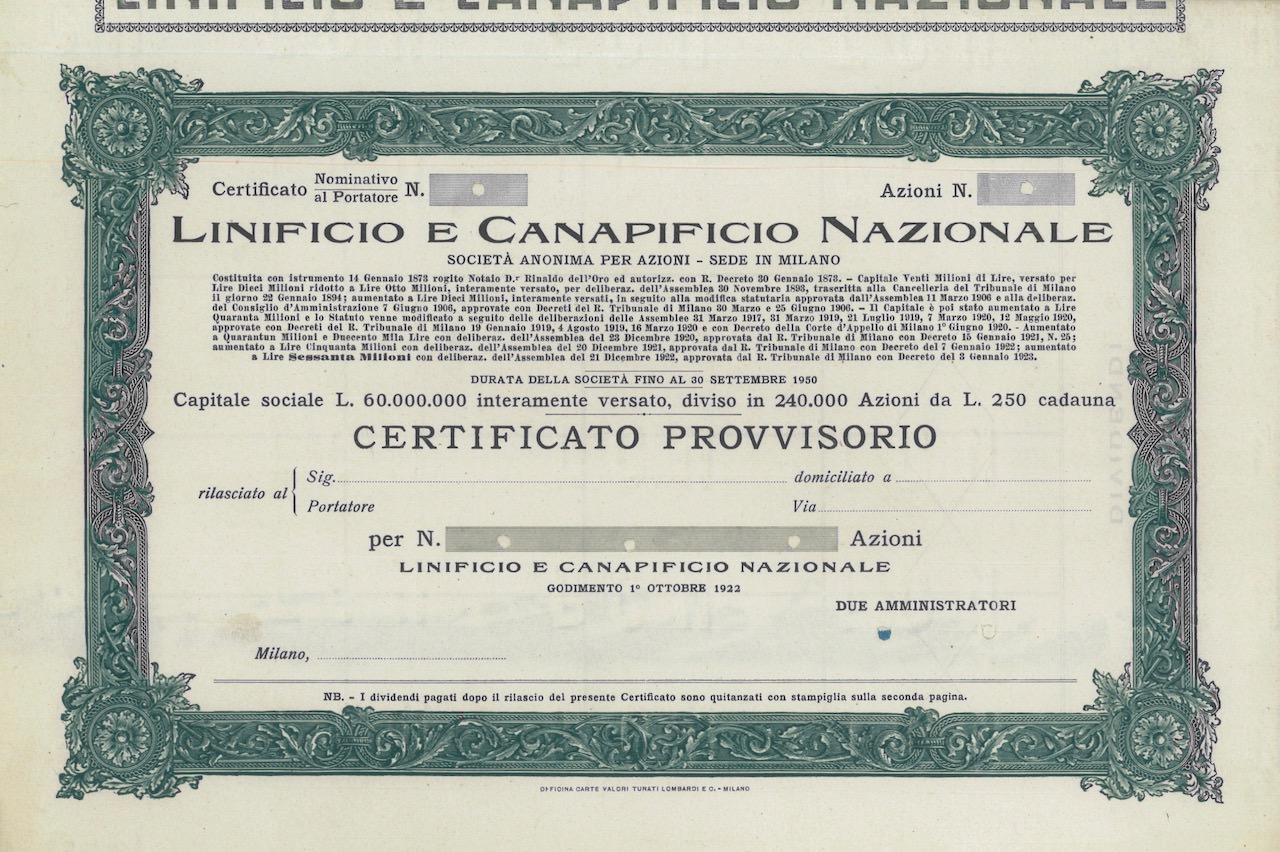 LINIFICIO E CANAPIFICIO NAZIONALE
Certificato Nominativo al Portatore N.
Azioni N.
LINIFICIO E CANAPIFICIO NAZIONALE
SOCIETÀ ANONIMA PER AZIONI - SEDE IN MILANO
Costituita con istrumento 14 Gennaio 1873 rogito Notaio D.r Rinaldo dell'Oro ed autorizz. con R. Decreto 30 Gennaio 1873. – Capitale Venti Milioni di Lire, versato per
Lire Dieci Milioni ridotto a Lire Otto Milioni, interamente versato, per deliberaz. dell'Assemblea 30 Novembre 1893, trascritta alla Cancelleria del Tribunale di Milano
il giorno 22 Gennaio 1894; aumentato a Lire Dieci Milioni, interamente versati, in seguito alla modifica statutaria approvata dall'Assemblea 11 Marzo 1906 e alla deliberaz.
del Consiglio d'Amministrazione 7 Giugno 1906, approvate con Decreti del R. Tribunale di Milano 30 Marzo e 25 Giugno 1906. – Il Capitale è poi stato aumentato a Lire
Quaranta Milioni e lo Statuto venne modificato a seguito delle deliberazioni delle Assemblee 31 Marzo 1917, 31 Marzo 1919, 21 Luglio 1919, 7 Marzo 1920, 12 Maggio 1920,
approvate con Decreti del R. Tribunale di Milano 19 Gennaio 1919, 4 Agosto 1919, 16 Marzo 1920 e con Decreto della Corte d'Appello di Milano 1º Giugno 1920. - Aumentato
a Quarantun Milioni e Duecento Mila Lire con deliberaz. dell'Assemblea del 23 Dicembre 1920, approvata dal R. Tribunale di Milano con Decreto 15 Gennaio 1921, N. 25;
aumentato a Lire Cinquanta Milioni con deliberaz. dell'Assemblea del 20 Dicembre 1921, approvata dal R. Tribunale di Milano con Decreto del 7 Gennaio 1922; aumentato
a Lire Sessanta Milioni con deliberaz. dell'Assemblea del 21 Dicembre 1922, approvata dal R. Tribunale di Milano con Decreto del 3 Gennaio 1923.
DURATA DELLA SOCIETÀ FINO AL 30 SETTEMBRE 1950
Capitale sociale L. 60.000.000 interamente versato, diviso in 240.000 Azioni da L. 250 cadauna
CERTIFICATO PROVVISORIO
rilasciato al
Sig. domiciliato a
Portatore Via
per N. Azioni
LINIFICIO E CANAPIFICIO NAZIONALE
GODIMENTO 1º OTTOBRE 1922
DUE AMMINISTRATORI
Milano,
NB. - I dividendi pagati dopo il rilascio del presente Certificato sono quitanzati con stampiglia sulla seconda pagina.
OFFICINA CARTE VALORI TURATI LOMBARDI E C. - MILANO
DIVIDENDI